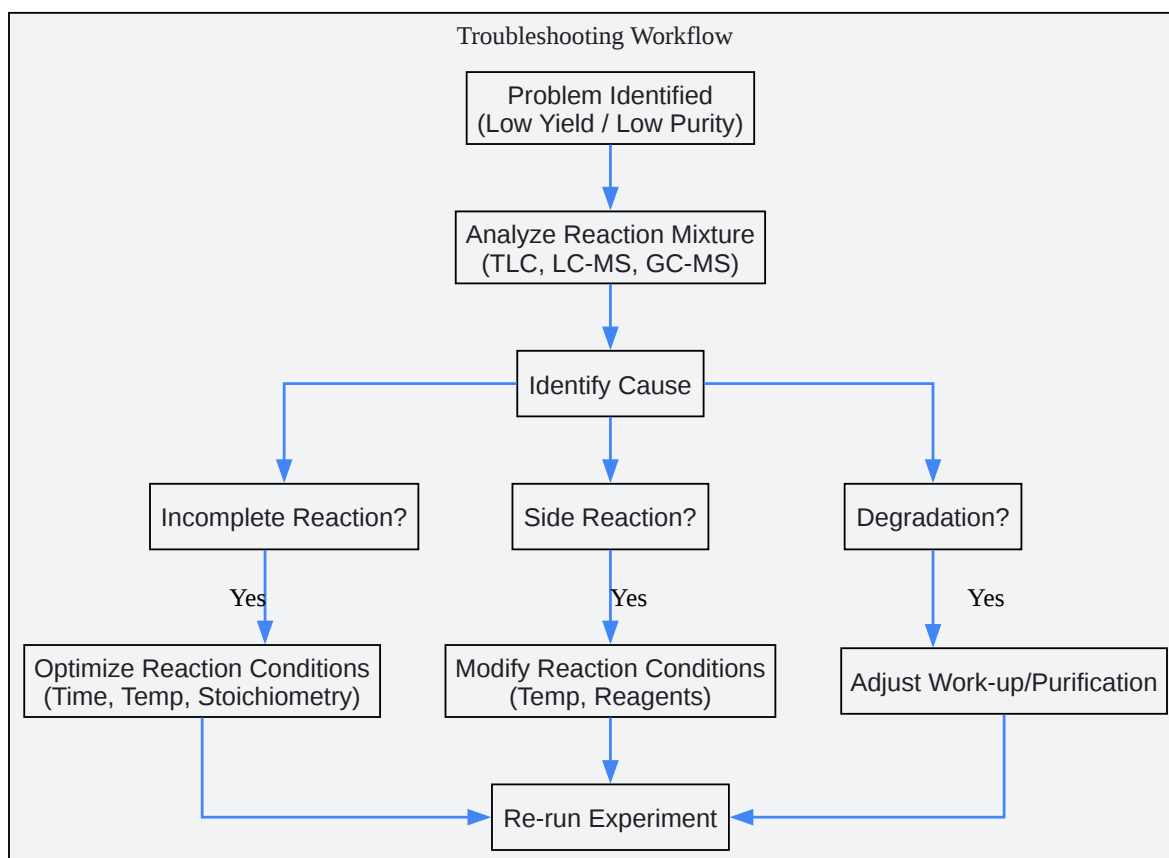 Troubleshooting Workflow
Problem Identified
(Low Yield / Low Purity)
Analyze Reaction Mixture
(TLC, LC-MS, GC-MS)
Identify Cause
Incomplete Reaction?
Side Reaction?
Degradation?
Yes
Yes
Yes
Optimize Reaction Conditions
(Time, Temp, Stoichiometry)
Modify Reaction Conditions
(Temp, Reagents)
Adjust Work-up/Purification
Re-run Experiment